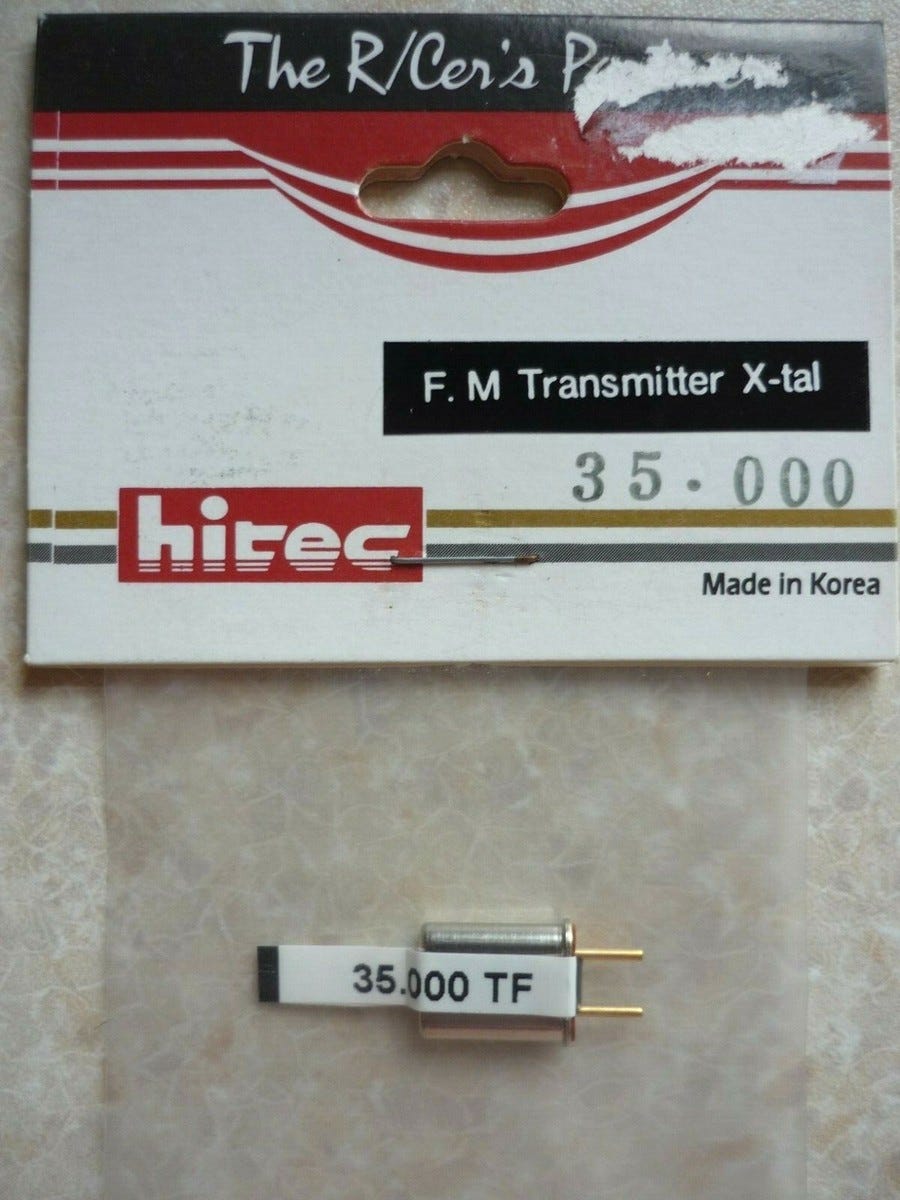 The R/Cer's
F. M Transmitter X-tal
35.000
hitec
Made in Korea
35.000 TF